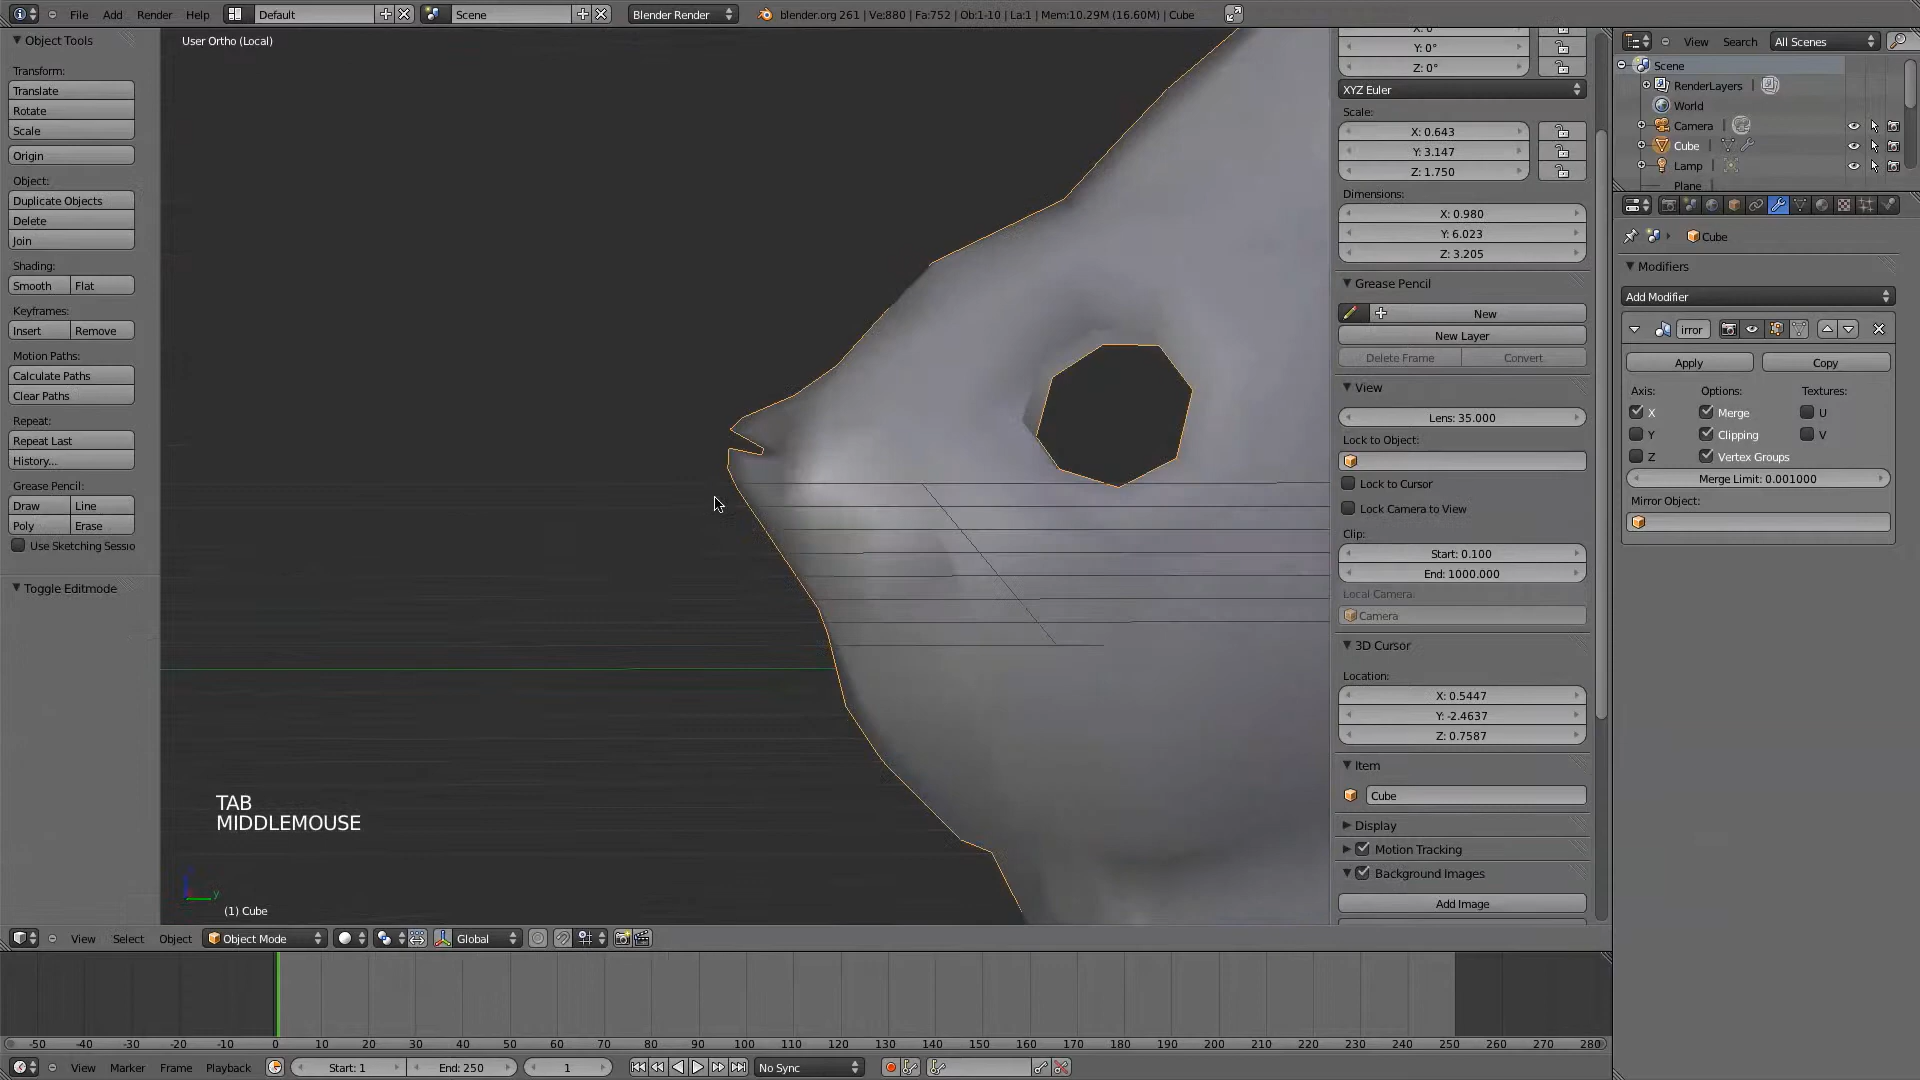 File Add Render Help Default Scene Blender Render blender.org 261 | Ve:880 | Fa:752 | Ob:1-10 | La:1 | Mem:10.29M (16.60M) | Cube
Object Tools
Transform:
Translate
Rotate
Scale
Origin
Object:
Duplicate Objects
Delete
Join
Shading:
Smooth Flat
Keyframes:
Insert Remove
Motion Paths:
Calculate Paths
Clear Paths
Repeat:
Repeat Last
History...
Grease Pencil:
Draw Line
Poly Erase
Use Sketching Sessio
Toggle Editmode
User Ortho (Local)
TAB
MIDDLEMOUSE
y
(1) Cube
Y: 0°
Z: 0°
XYZ Euler
Scale:
X: 0.643
Y: 3.147
Z: 1.750
Dimensions:
X: 0.980
Y: 6.023
Z: 3.205
Grease Pencil
New
New Layer
Delete Frame Convert
View
Lens: 35.000
Lock to Object:
Lock to Cursor
Lock Camera to View
Clip:
Start: 0.100
End: 1000.000
Local Camera:
Camera
3D Cursor
Location:
X: 0.5447
Y: -2.4637
Z: 0.7587
Item
Cube
Display
Motion Tracking
Background Images
Add Image
View Search All Scenes
Scene
RenderLayers
World
Camera
Cube
Lamp
Plane
Cube
Modifiers
Add Modifier
irror
Apply Copy
Axis: Options: Textures:
X Merge U
Y Clipping V
Z Vertex Groups
Merge Limit: 0.001000
Mirror Object:
View Select Object Object Mode Global
-50 -40 -30 -20 -10 0 10 20 30 40 50 60 70 80 90 100 110 120 130 140 150 160 170 180 190 200 210 220 230 240 250 260 270 280
View Marker Frame Playback Start: 1 End: 250 1 No Sync